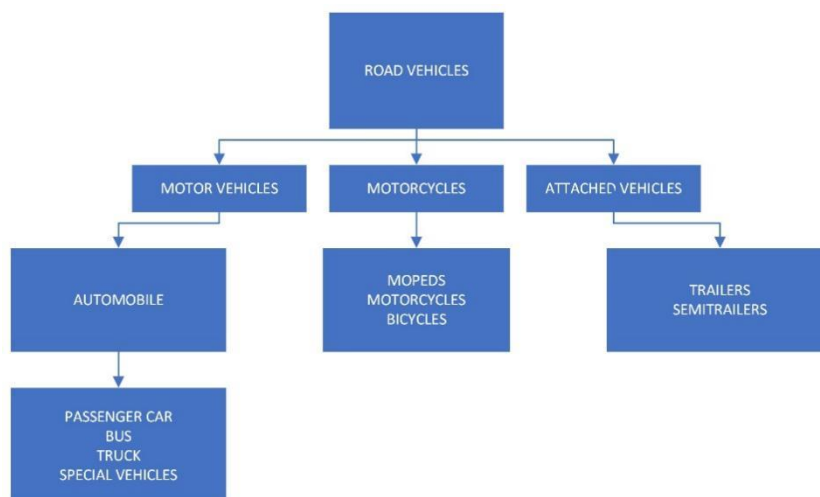 ROAD VEHICLES
MOTOR VEHICLES
MOTORCYCLES
ATTACHED VEHICLES
AUTOMOBILE
MOPEDS
MOTORCYCLES
BICYCLES
TRAILERS
SEMITRAILERS
PASSENGER CAR
BUS
TRUCK
SPECIAL VEHICLES